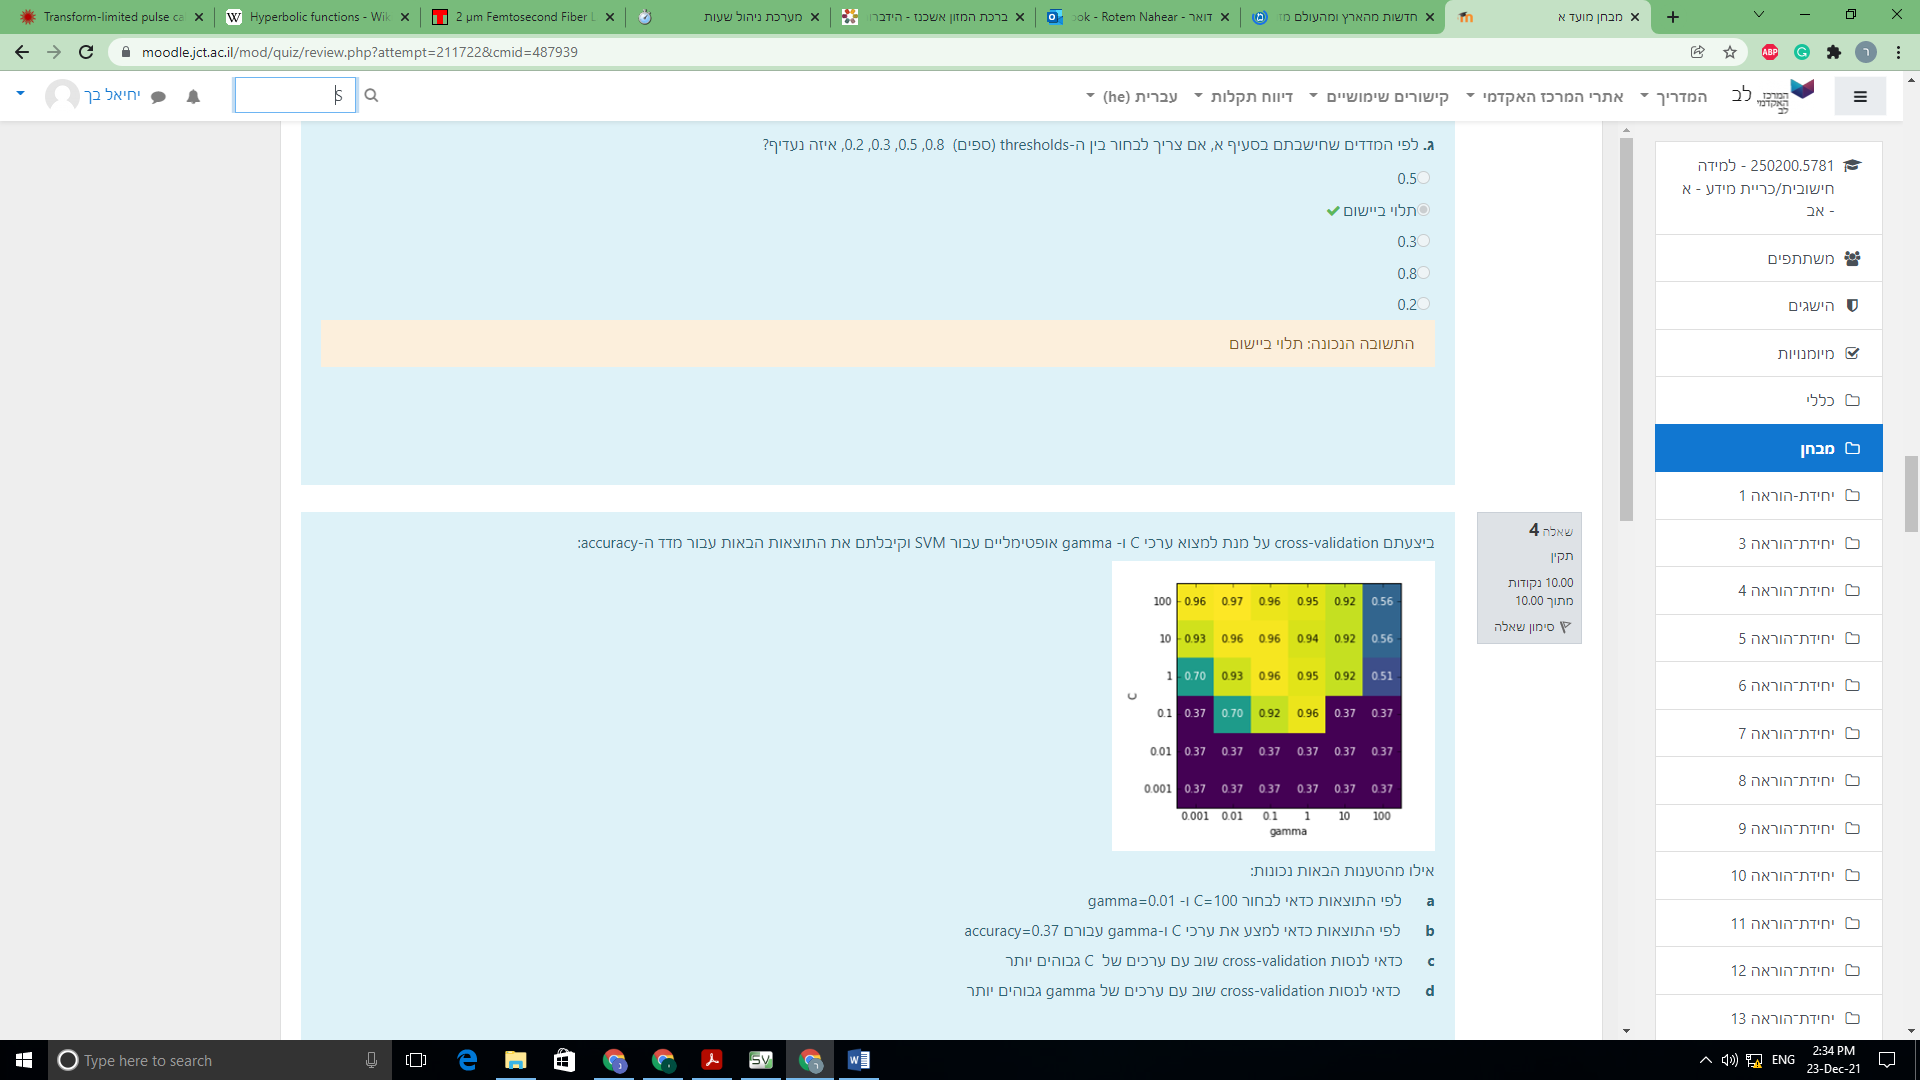 Transform-limited pulse ca
Hyperbolic functions - Wik
2 μm Femtosecond Fiber L
מערכת ניהול שעות
ברכת המזון אשכנז - הידברו
דואר - Rotem Nahear - ook
חדשות מהארץ ומהעולם מ
מבחן מועד א
moodle.jct.ac.il/mod/quiz/review.php?attempt=211722&cmid=487939
ABP
המרכז האקדמי לב
לב
המדריך
אתרי המרכז האקדמי
קישורים שימושיים
דיווח תקלות
עברית (he)
S
יחיאל בך
250200.5781 - למידה
חישובית/כריית מידע - א
- אב
משתתפים
הישגים
מיומנויות
כללי
מבחן
יחידת-הוראה 1
יחידת־הוראה 3
יחידת־הוראה 4
יחידת־הוראה 5
יחידת־הוראה 6
יחידת־הוראה 7
יחידת־הוראה 8
יחידת־הוראה 9
יחידת־הוראה 10
יחידת־הוראה 11
יחידת־הוראה 12
יחידת־הוראה 13
ג. לפי המדדים שחישבתם בסעיף א, אם צריך לבחור בין ה-thresholds (ספים) 0.8, 0.5, 0.3, 0.2, איזה נעדיף?
0.5
תלוי ביישום
0.3
0.8
0.2
התשובה הנכונה: תלוי ביישום
שאלה 4
תקין
10.00 נקודות
מתוך 10.00
סימון שאלה
ביצעתם cross-validation על מנת למצוא ערכי C ו- gamma אופטימליים עבור SVM וקיבלתם את התוצאות הבאות עבור מדד ה-accuracy:
C
100 0.96 0.97 0.96 0.95 0.92 0.56
10 0.93 0.96 0.96 0.94 0.92 0.56
1 0.70 0.93 0.96 0.95 0.92 0.51
0.1 0.37 0.70 0.92 0.96 0.37 0.37
0.01 0.37 0.37 0.37 0.37 0.37 0.37
0.001 0.37 0.37 0.37 0.37 0.37 0.37
0.001 0.01 0.1 1 10 100
gamma
אילו מהטענות הבאות נכונות:
a לפי התוצאות כדאי לבחור C=100 ו- gamma=0.01
b לפי התוצאות כדאי למצע את ערכי C ו-gamma עבורם accuracy=0.37
c כדאי לנסות cross-validation שוב עם ערכים של C גבוהים יותר
d כדאי לנסות cross-validation שוב עם ערכים של gamma גבוהים יותר
Type here to search
SV
ENG
2:34 PM
23-Dec-21